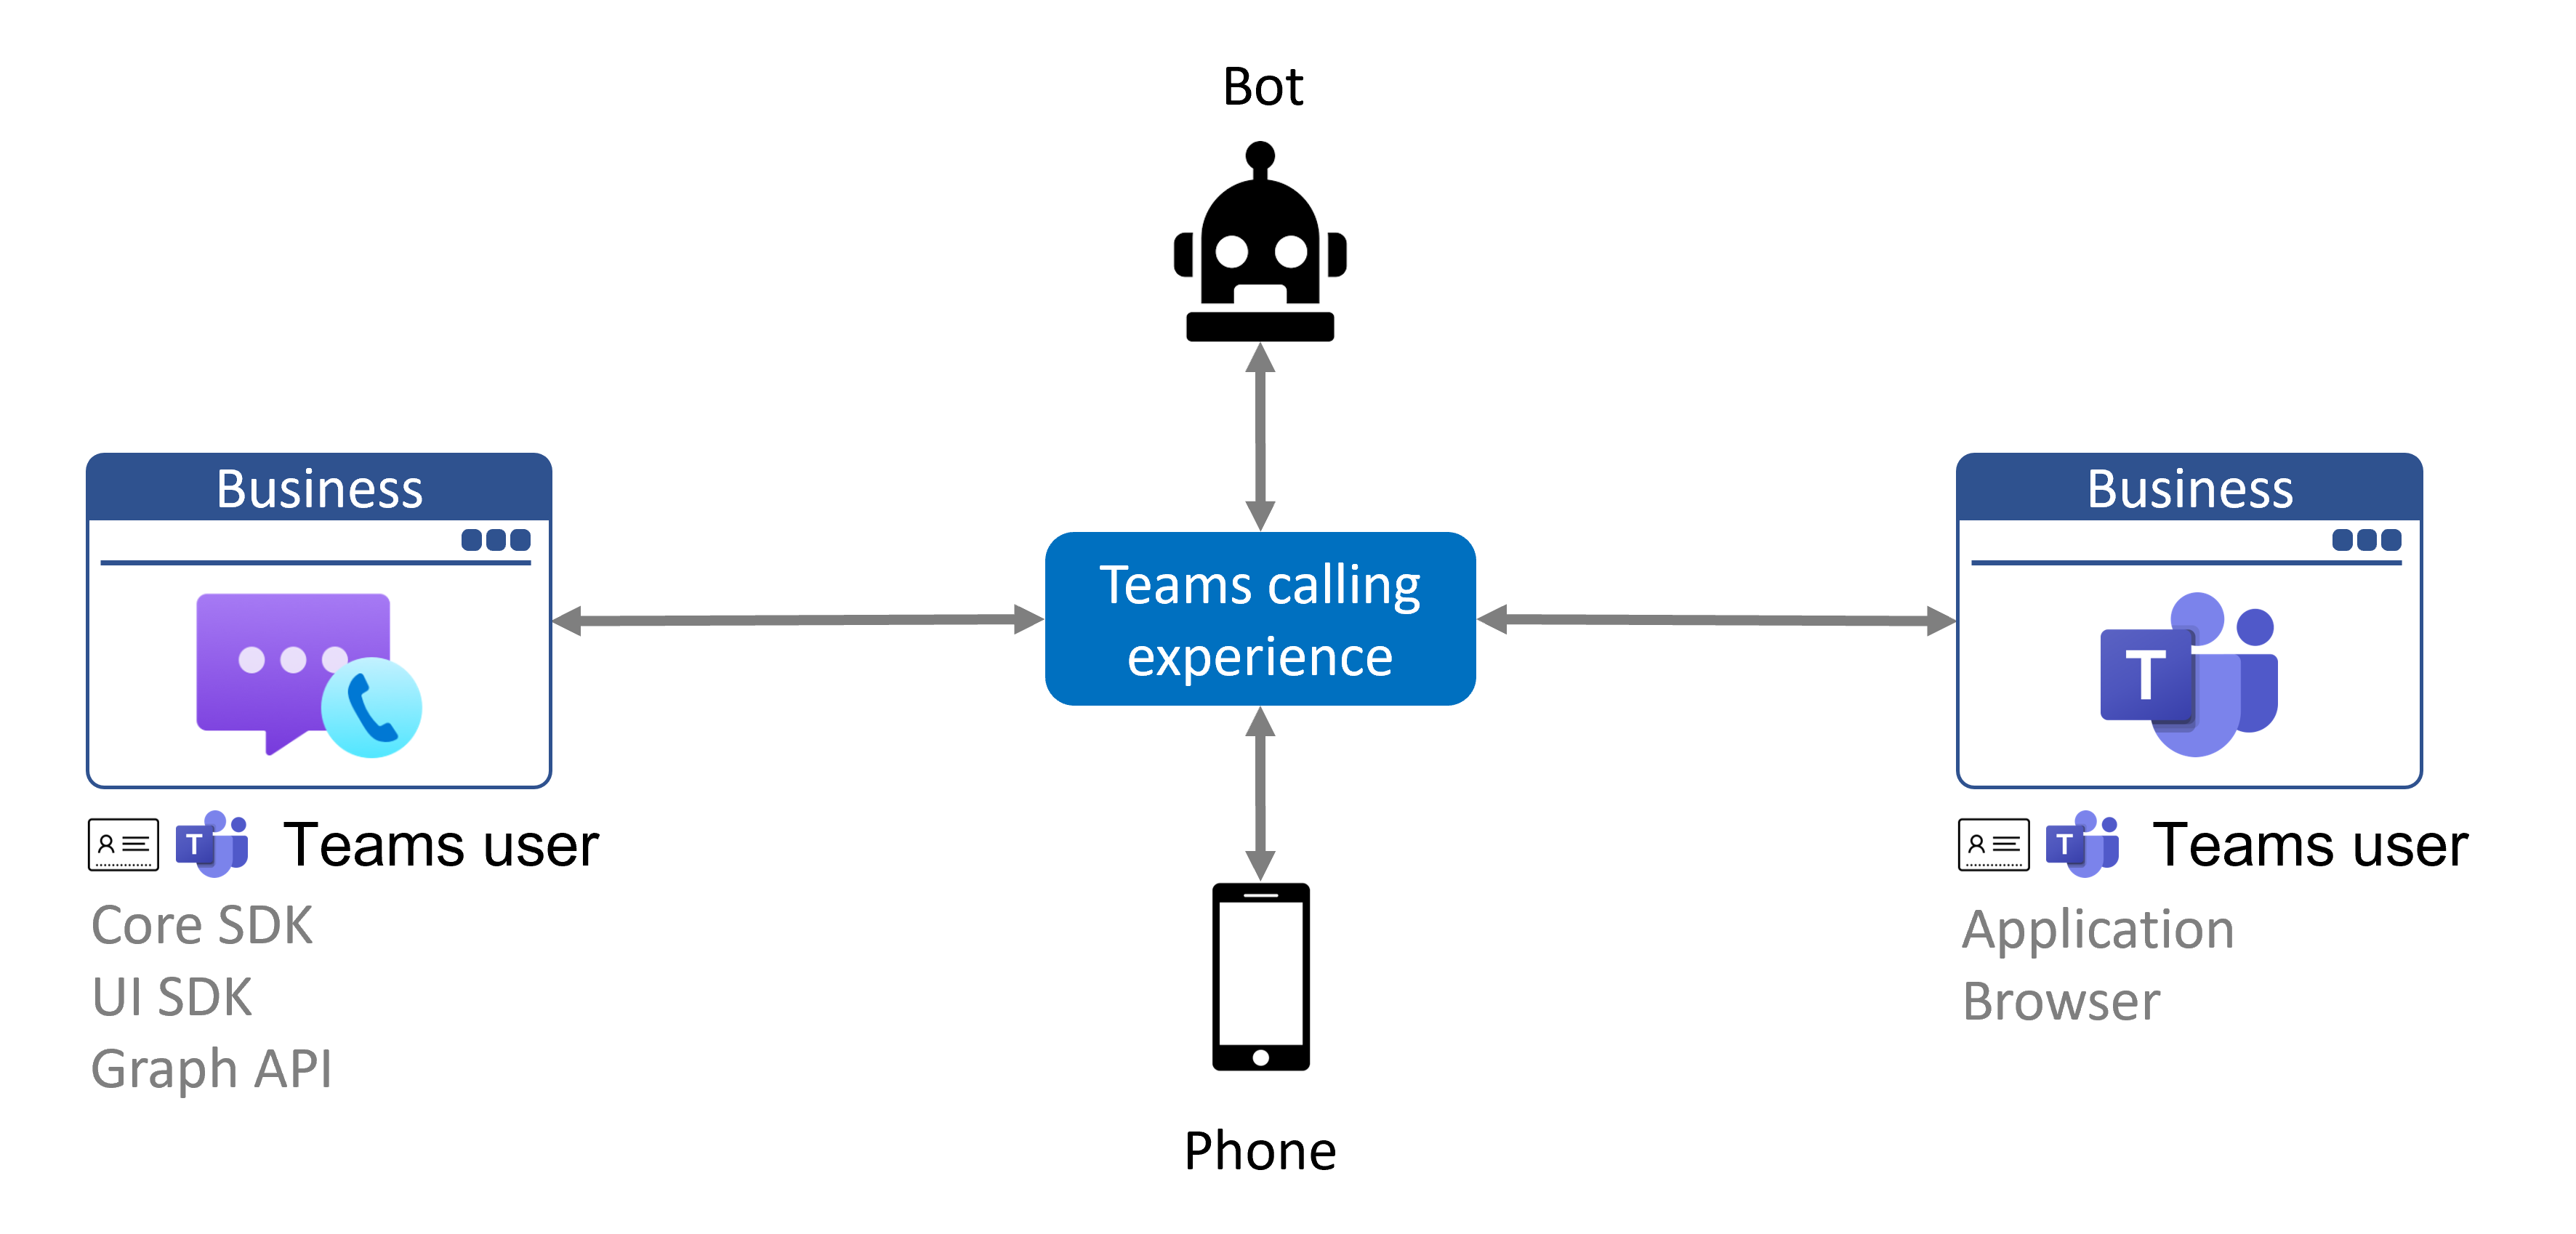 Bot
Business
Business
Teams calling
experience
T
Teams user
T
Teams user
T
Core SDK
UI SDK
Graph API
Application
Browser
Phone